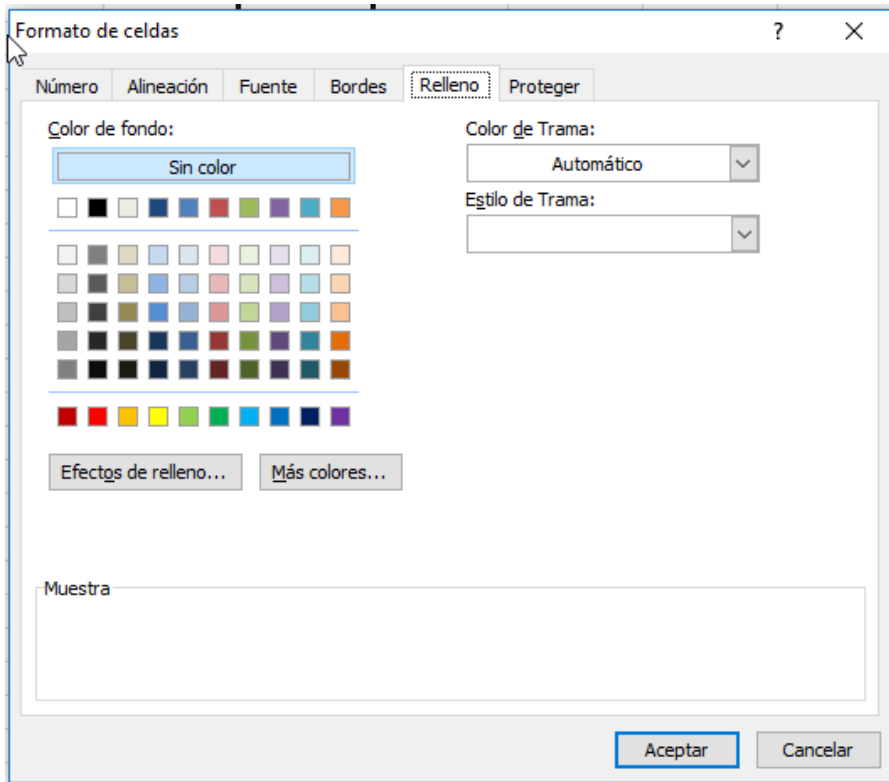 Formato de celdas ?
Número Alineación Fuente Bordes Relleno Proteger
Color de fondo:
Sin color
Color de Trama:
Automático
Estilo de Trama:
Efectos de relleno... Más colores...
Muestra
Aceptar Cancelar